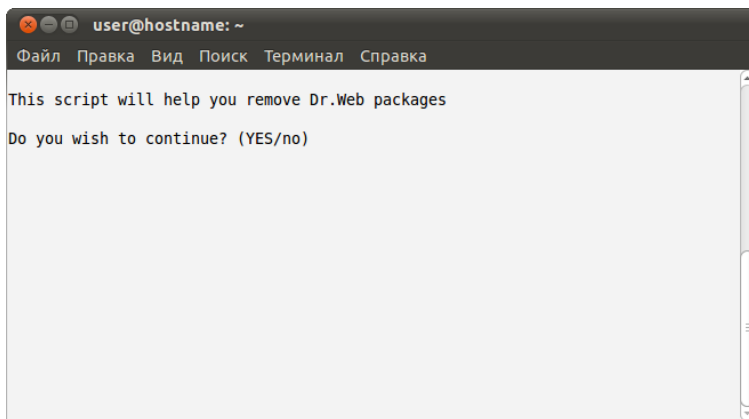 user@hostname: ~
Файл Правка Вид Поиск Терминал Справка
This script will help you remove Dr.Web packages
Do you wish to continue? (YES/no)